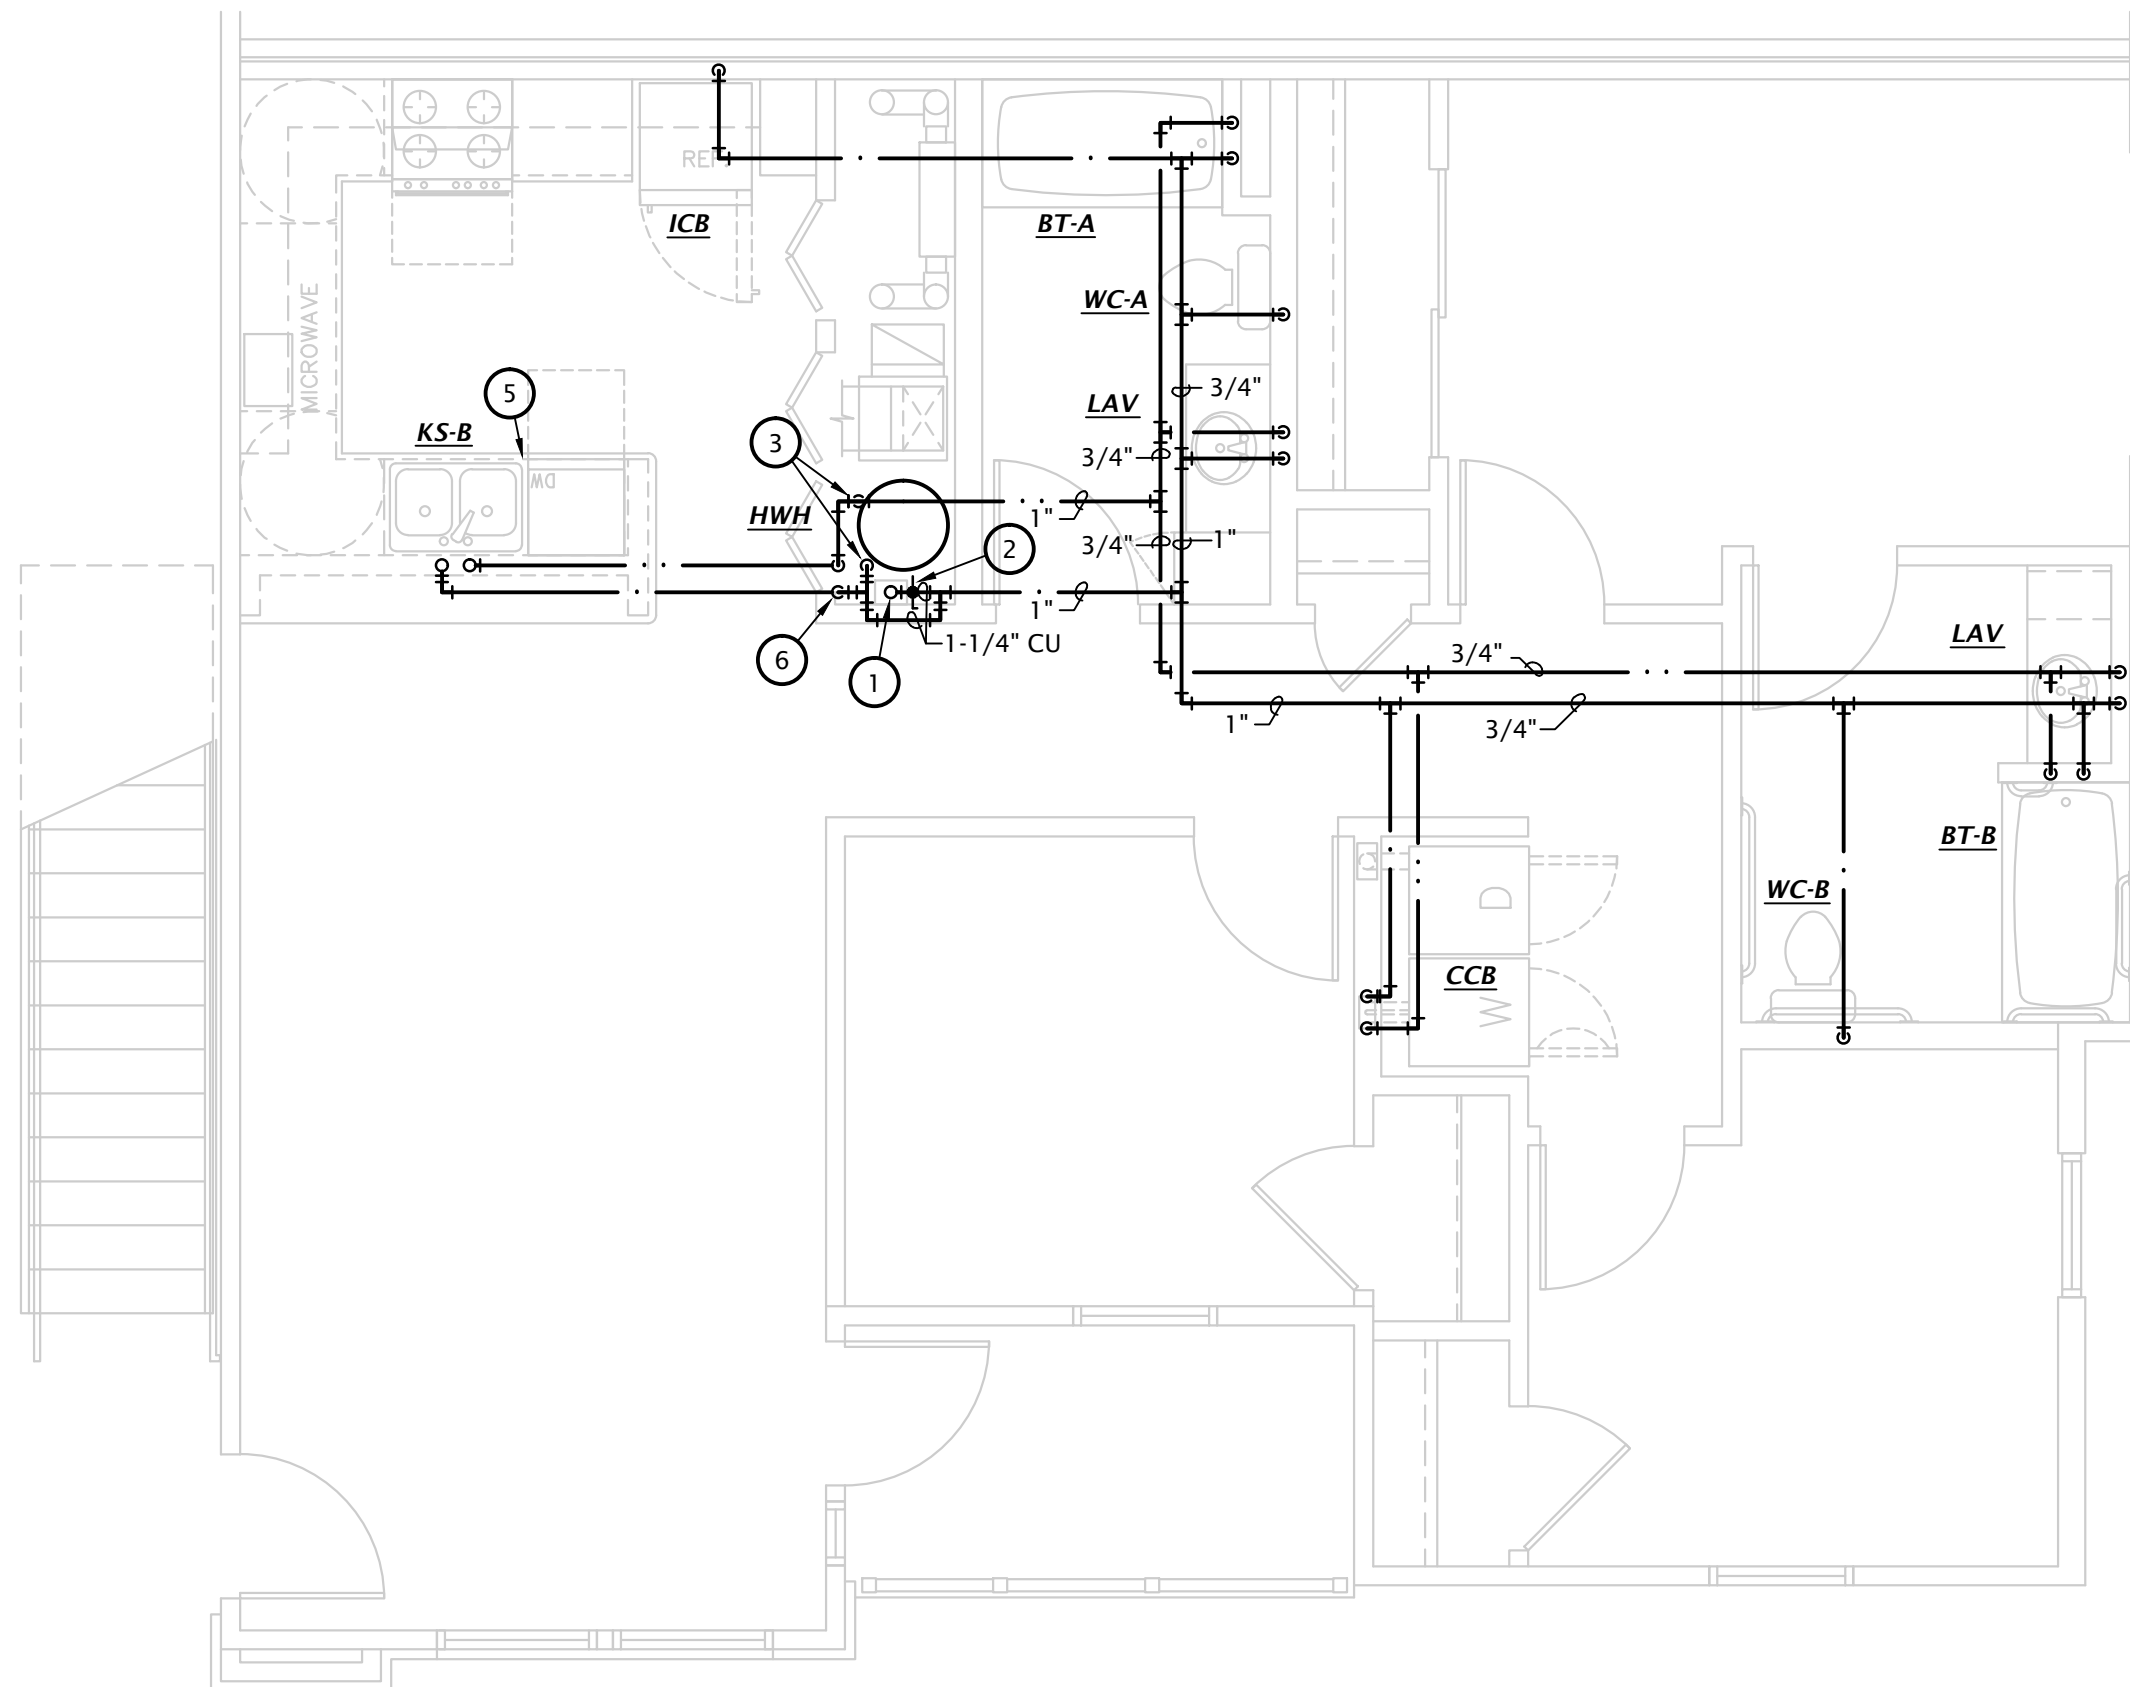 REF.
ICB
BT-A
MICROWAVE
WC-A
5
3/4"
LAV
KS-B
3
3/4"
DW
HWH
1"
2
3/4"
1"
1"
6
1
1-1/4" CU
3/4"
LAV
1"
3/4"
BT-B
D
WC-B
CCB
W